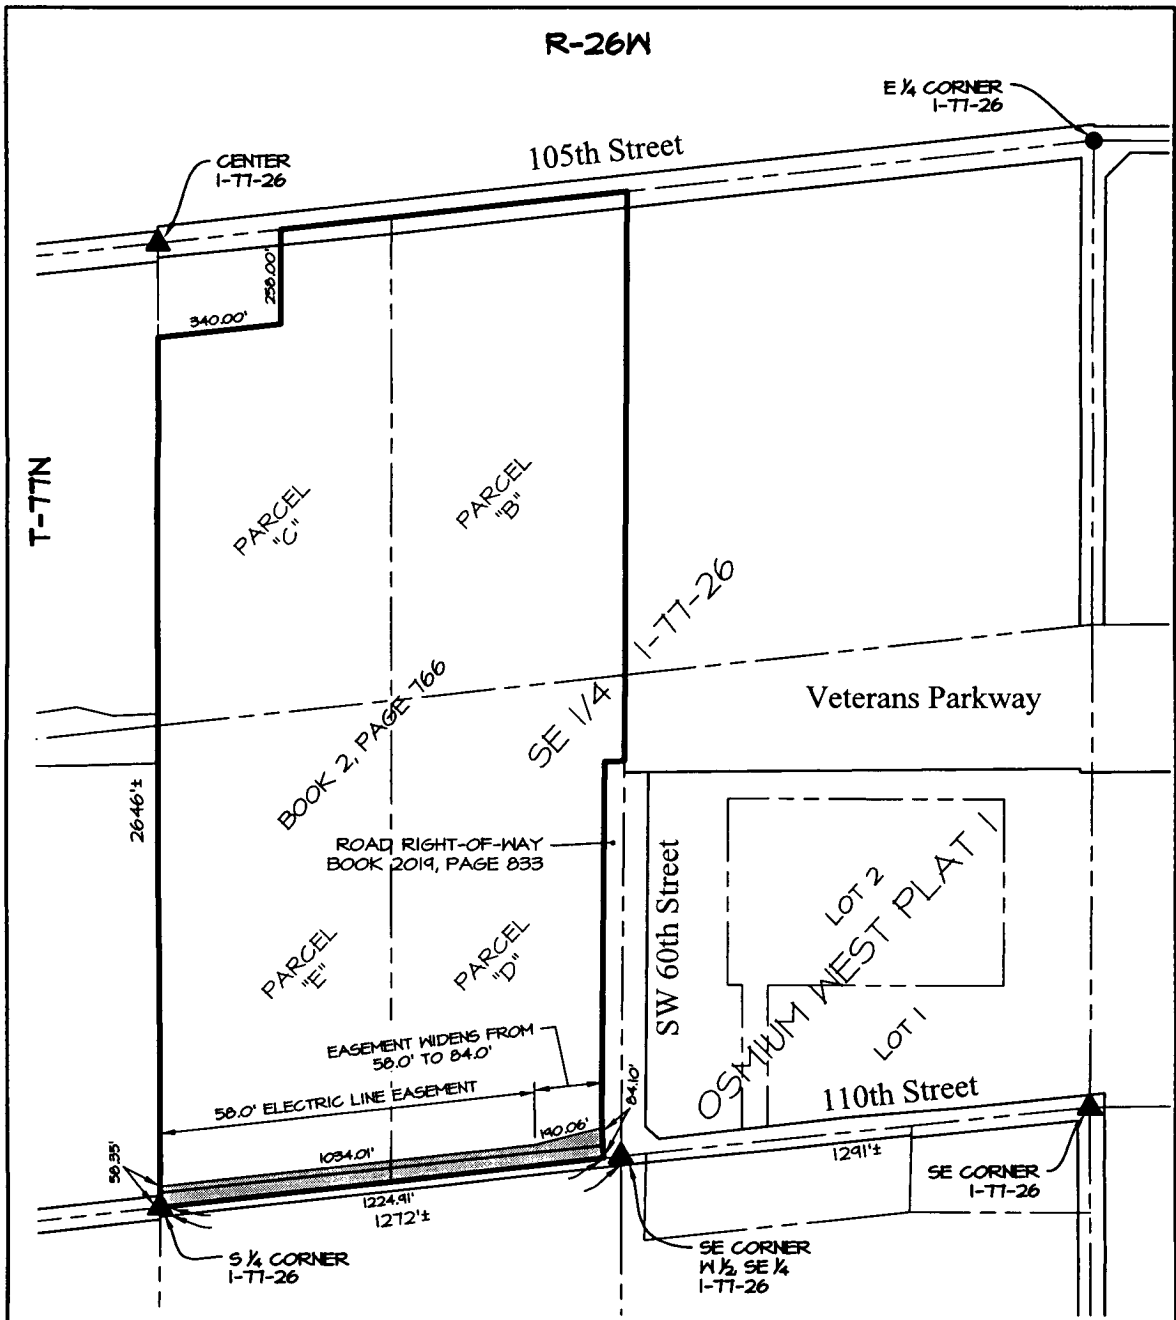 R-26W
E 1/4 CORNER
1-77-26
105th Street
CENTER
1-77-26
258.00'
340.00'
T-77N
PARCEL
"C"
PARCEL
"B"
SE 1/4 1-77-26
BOOK 2, PAGE 766
Veterans Parkway
2646'±
ROAD RIGHT-OF-WAY
BOOK 2019, PAGE 833
SW 60th Street
LOT 2
OSMIUM WEST PLAT 1
LOT 1
PARCEL
"E"
PARCEL
"D"
EASEMENT WIDENS FROM
58.0' TO 84.0'
58.0' ELECTRIC LINE EASEMENT
84.10'
110th Street
190.06'
1034.01'
58.35'
1224.91'
1272'±
1291'±
SE CORNER
1-77-26
S 1/4 CORNER
1-77-26
SE CORNER
W 1/2, SE 1/4
1-77-26